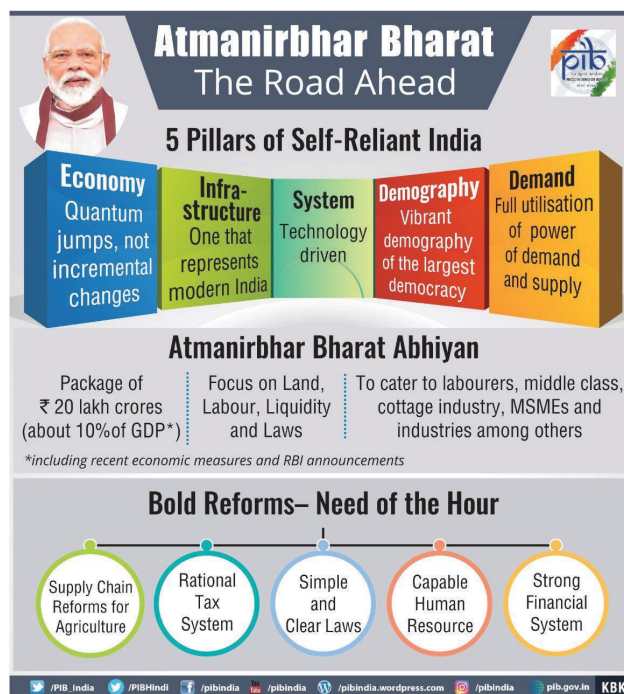 Atmanirbhar Bharat
The Road Ahead
pib
5 Pillars of Self-Reliant India
Economy
Quantum
jumps, not
incremental
changes
Infra-
structure
One that
represents
modern India
System
Technology
driven
Demography
Vibrant
demography
of the largest
democracy
Demand
Full utilisation
of power
of demand
and supply
Atmanirbhar Bharat Abhiyan
Package of
₹ 20 lakh crores
(about 10%of GDP*)
Focus on Land,
Labour, Liquidity
and Laws
To cater to labourers, middle class,
cottage industry, MSMEs and
industries among others
*including recent economic measures and RBI announcements
Bold Reforms– Need of the Hour
Supply Chain
Reforms for
Agriculture
Rational
Tax
System
Simple
and
Clear Laws
Capable
Human
Resource
Strong
Financial
System
/PIB_India /PIBHindi /pibindia /pibindia /pibindia.wordpress.com /pibindia pib.gov.in KBK